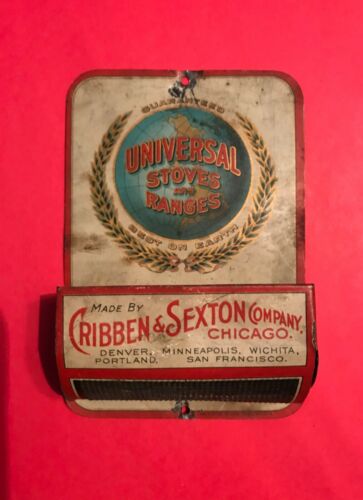 GUARANTEED
UNIVERSAL
STOVES AND
RANGES
BEST ON EARTH
MADE BY
CRIBBEN & SEXTON COMPANY.
CHICAGO.
DENVER, MINNEAPOLIS, WICHITA,
PORTLAND, SAN FRANCISCO.